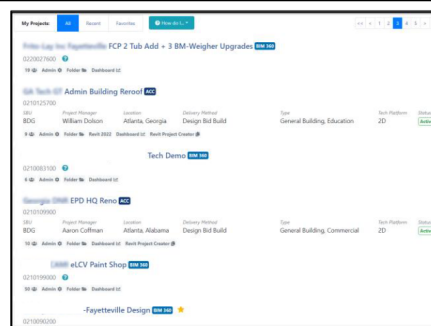 My Projects: All Recent Favorites How do I... << < 1 2 3 4 5 >
FCP 2 Tub Add + 3 BM-Weigher Upgrades BIM 360
0220027600
19 Admin Folder Dashboard
Admin Building Reroof ACC
0210125700
SBU Project Manager Location Delivery Method Type Tech Platform Status
BDG William Dolson Atlanta, Georgia Design Bid Build General Building, Education 2D Active
9 Admin Folder Revit 2022 Dashboard Revit Project Creator
Tech Demo BIM 360
0210083100
4 Admin Folder Dashboard
EPD HQ Reno ACC
0210109900
SBU Project Manager Location Delivery Method Type Tech Platform Status
BDG Aaron Coffman Atlanta, Alabama Design Bid Build General Building, Commercial 2D Active
15 Admin Folder Dashboard Revit Project Creator
eLCV Paint Shop BIM 360
0210199000
50 Admin Folder Dashboard
-Fayetteville Design BIM 360
0210090200